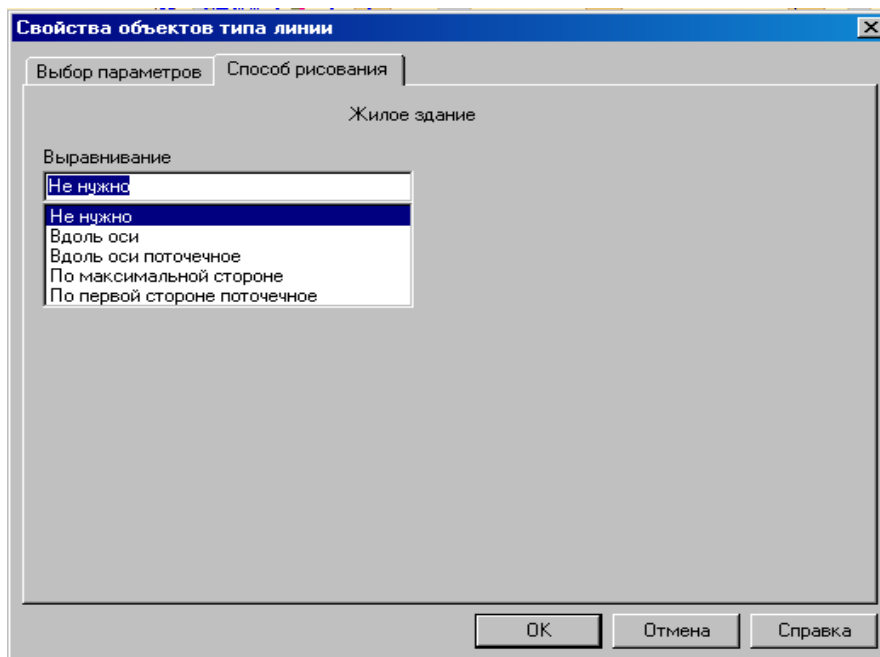 Свойства объектов типа линии
Выбор параметров
Способ рисования
Жилое здание
Выравнивание
Не нужно
Не нужно
Вдоль оси
Вдоль оси поточечное
По максимальной стороне
По первой стороне поточечное
OK
Отмена
Справка